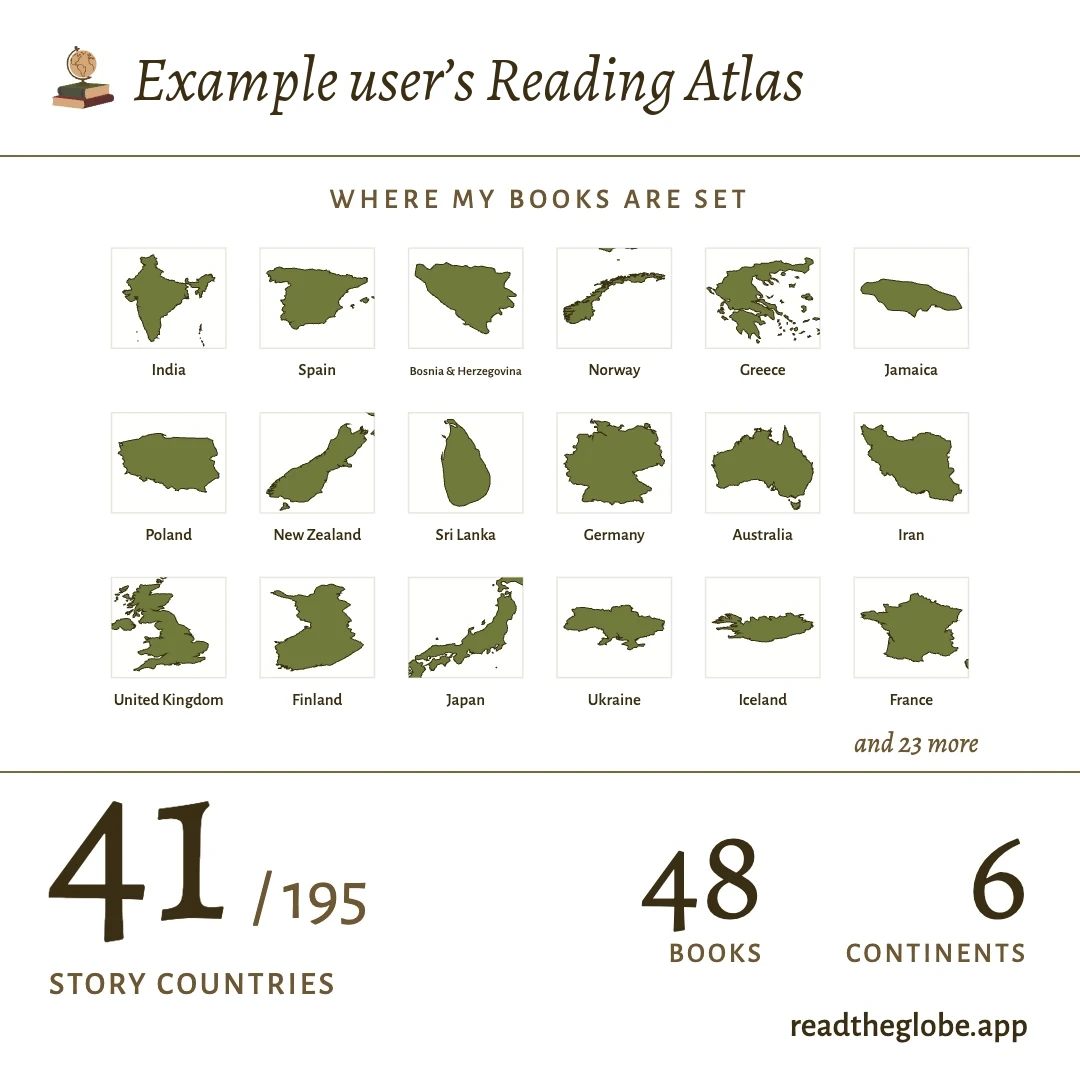 Example user’s Reading Atlas
WHERE MY BOOKS ARE SET
India Spain Bosnia & Herzegovina Norway Greece Jamaica
Poland New Zealand Sri Lanka Germany Australia Iran
United Kingdom Finland Japan Ukraine Iceland France
and 23 more
41 / 195
STORY COUNTRIES
48
BOOKS
6
CONTINENTS
readtheglobe.app